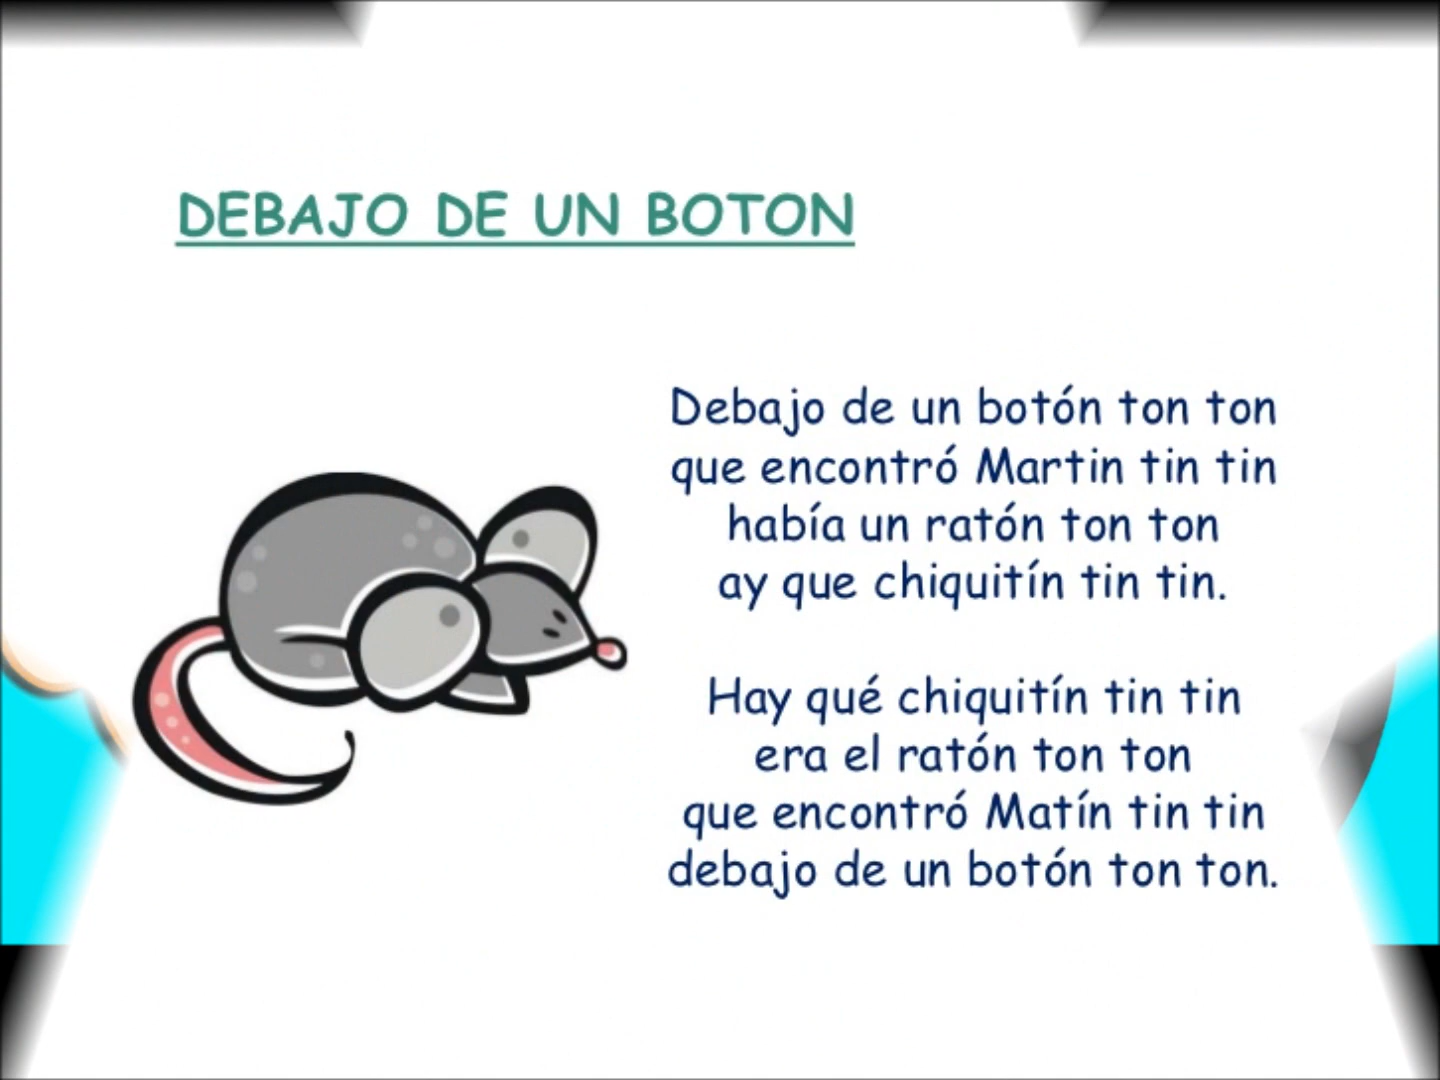 DEBAJO DE UN BOTON
Debajo de un botón ton ton
que encontró Martin tin tin
había un ratón ton ton
ay que chiquitín tin tin.
Hay qué chiquitín tin tin
era el ratón ton ton
que encontró Matín tin tin
debajo de un botón ton ton.